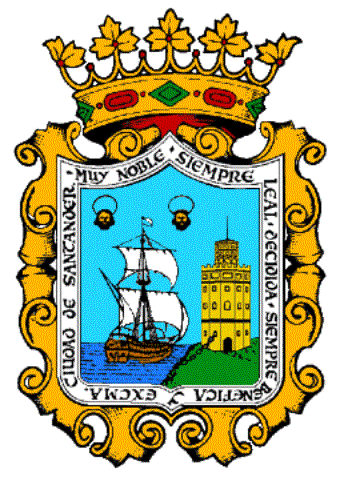 MUY NOBLE · SIEMPRE LEAL · DECIDIDA · SIEMPRE BENEFICA Y EXCMA. CIUDAD DE SANTANDER ·